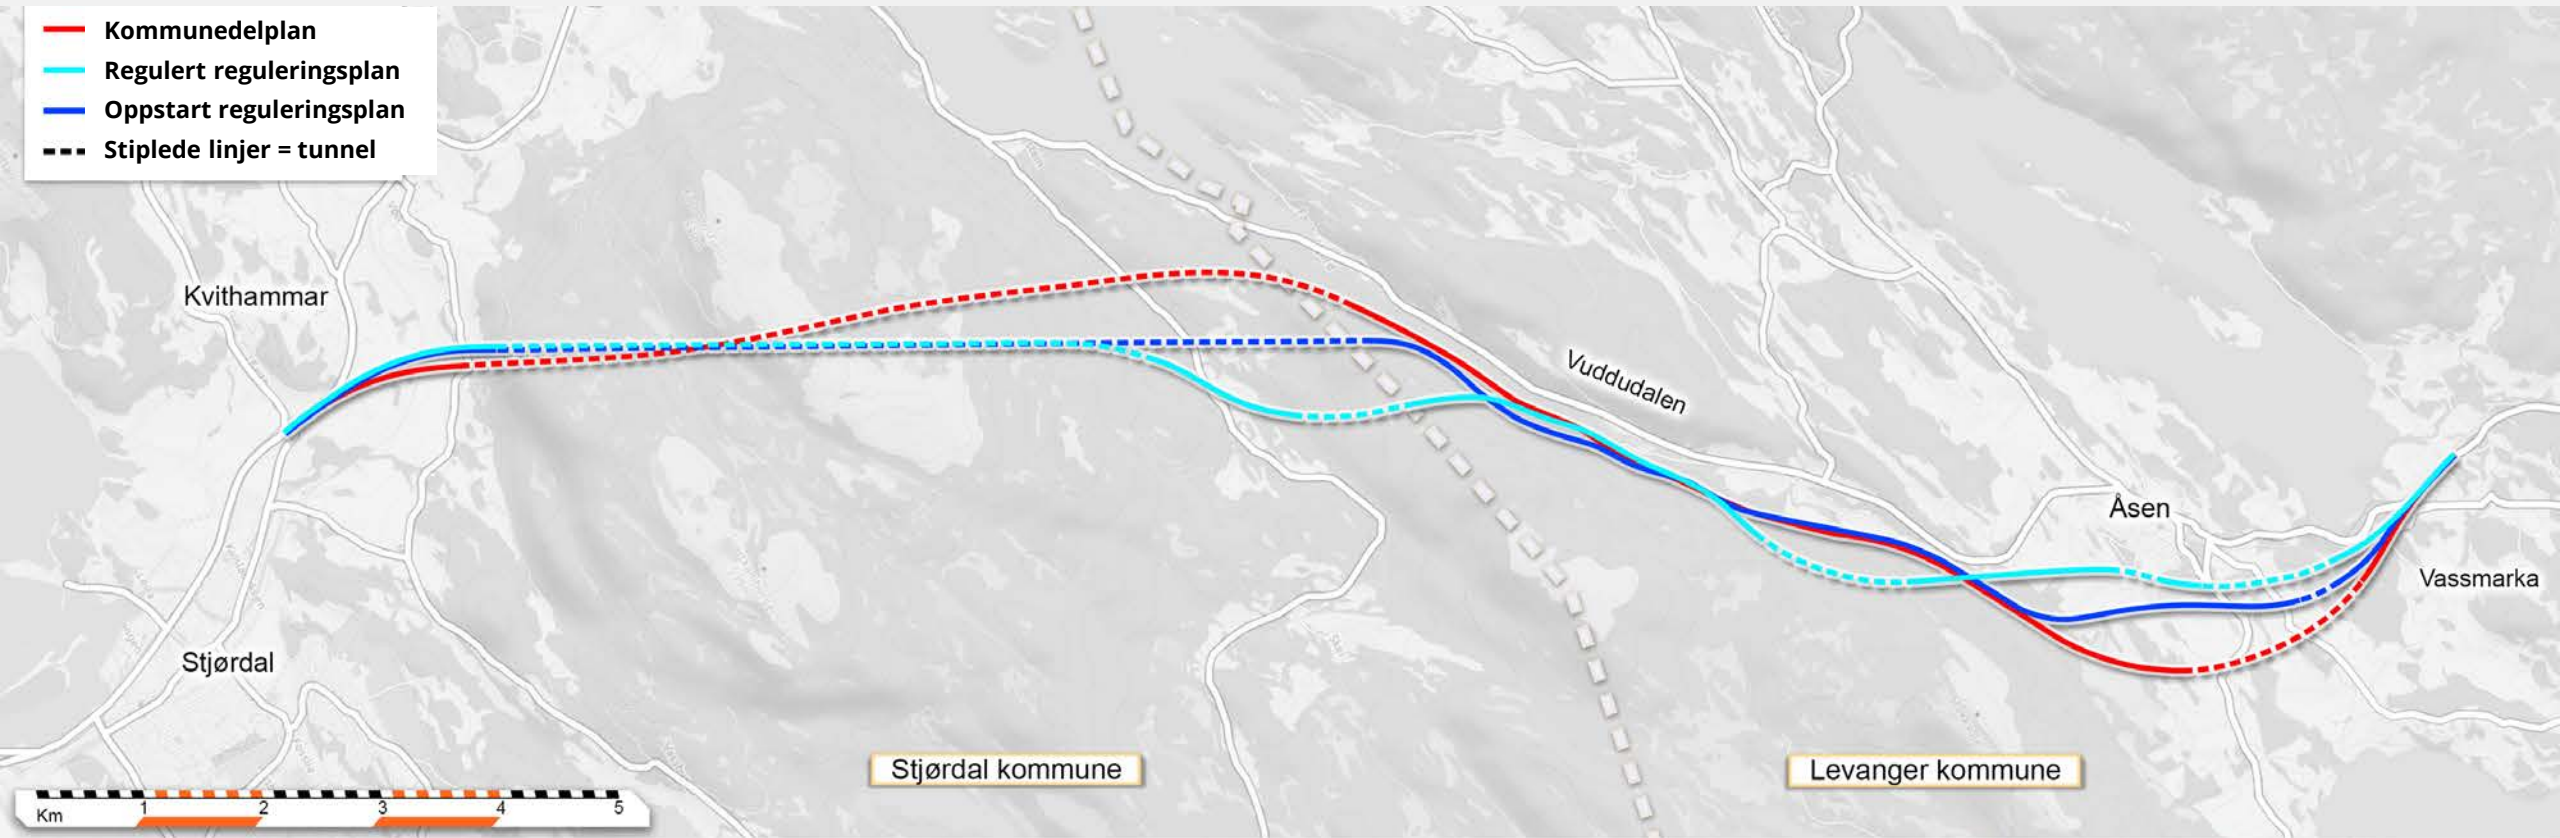 Kommunedelplan
Regulert reguleringsplan
Oppstart reguleringsplan
Stiplede linjer = tunnel
Kvithammar
Vuddudalen
Åsen
Vassmarka
Stjørdal
Stjørdal kommune
Levanger kommune
1 2 3 4 5
Km